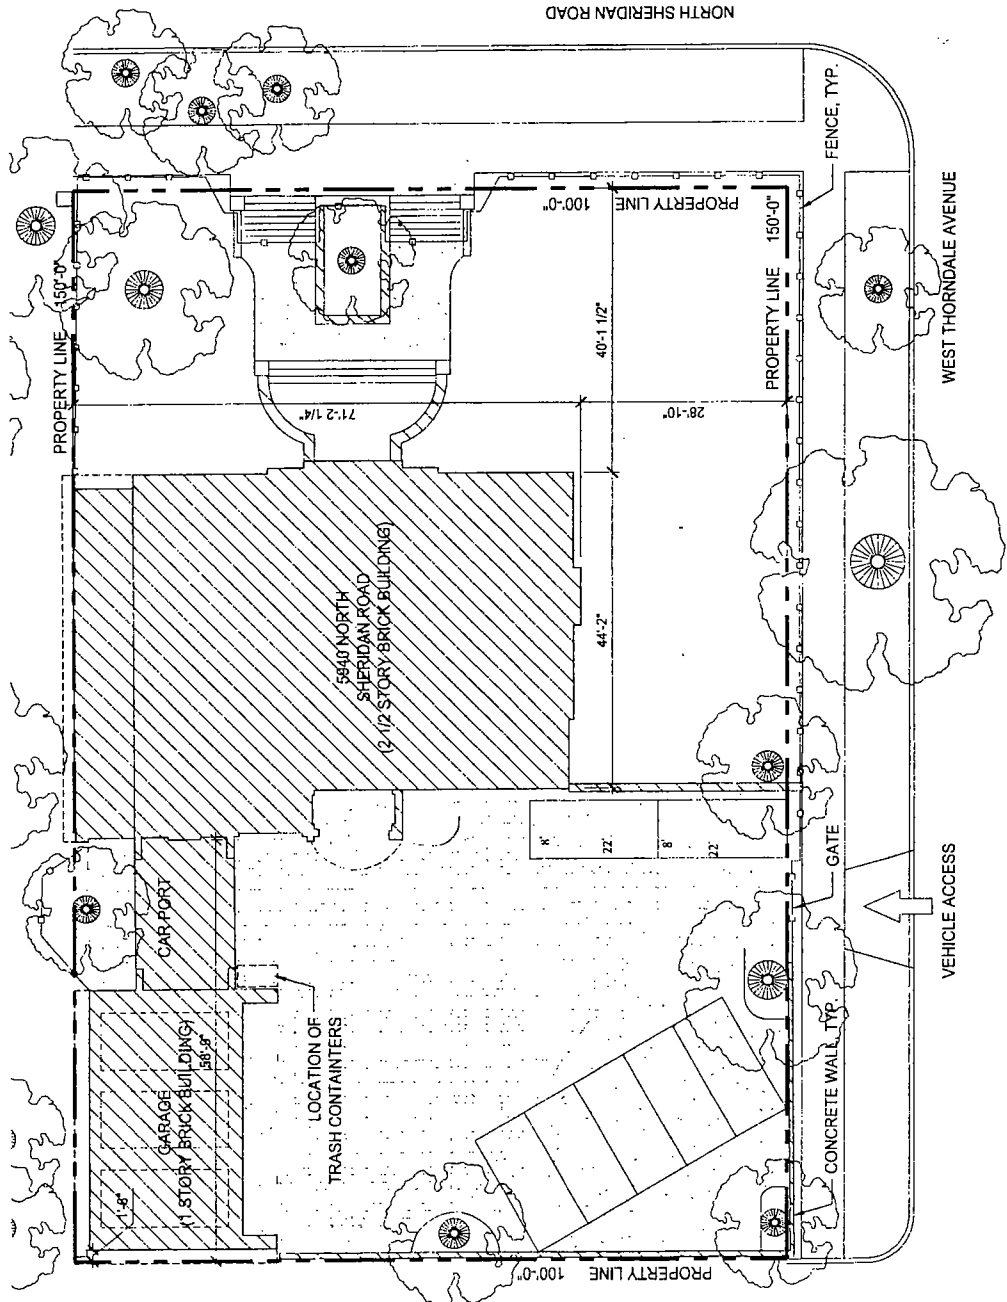 NORTH SHERIDAN ROAD
FENCE, TYP.
WEST THORNDALE AVENUE
100'-0"
PROPERTY LINE
150'-0"
PROPERTY LINE
PROPERTY LINE
150'-0"
40'-1 1/2"
71'-2 1/4"
28'-10"
44'-2"
5940 NORTH
SHERIDAN ROAD
(2 1/2 STORY BRICK BUILDING)
8'
22'
8'
22'
GATE
VEHICLE ACCESS
CAR PORT
GARAGE
(1 STORY BRICK BUILDING)
58'-9"
1'-8"
LOCATION OF
TRASH CONTAINTERS
CONCRETE WALL, TYP.
100'-0"
PROPERTY LINE